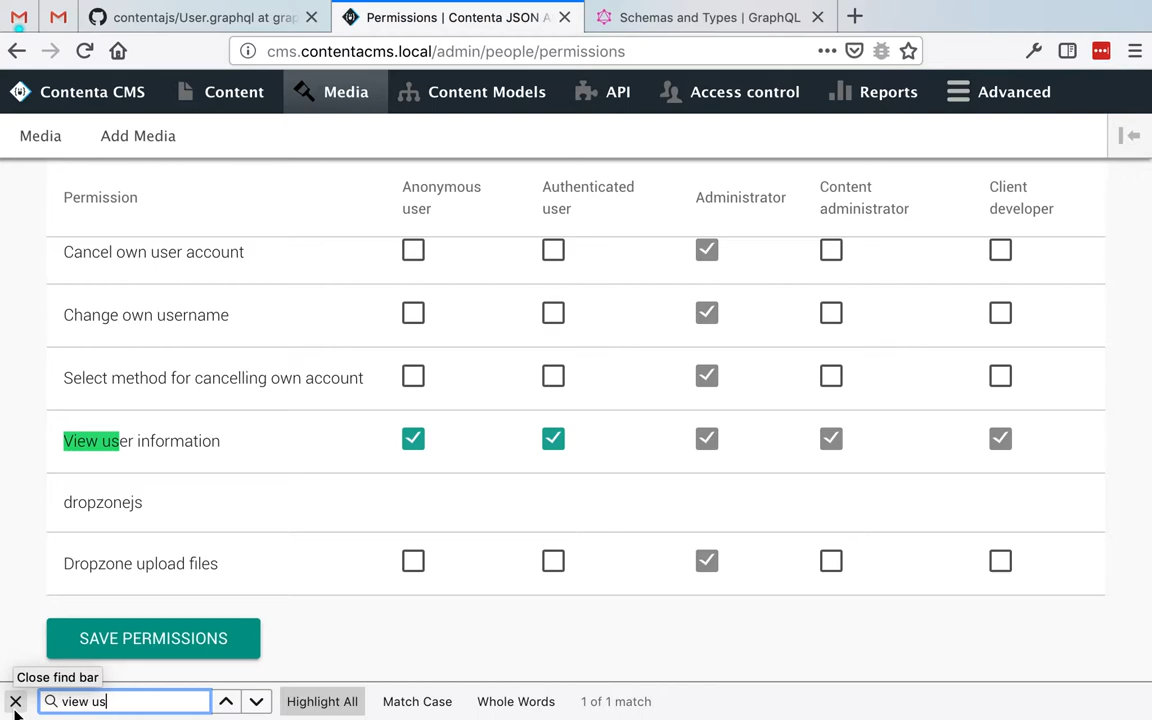 contentajs/User.graphql at grap
Permissions | Contenta JSON A
Schemas and Types | GraphQL
cms.contentacms.local/admin/people/permissions
Contenta CMS
Content
Media
Content Models
API
Access control
Reports
Advanced
Media
Add Media
Permission
Anonymous
user
Authenticated
user
Administrator
Content
administrator
Client
developer
Cancel own user account
Change own username
Select method for cancelling own account
View user information
dropzonejs
Dropzone upload files
SAVE PERMISSIONS
Close find bar
view us
Highlight All
Match Case
Whole Words
1 of 1 match